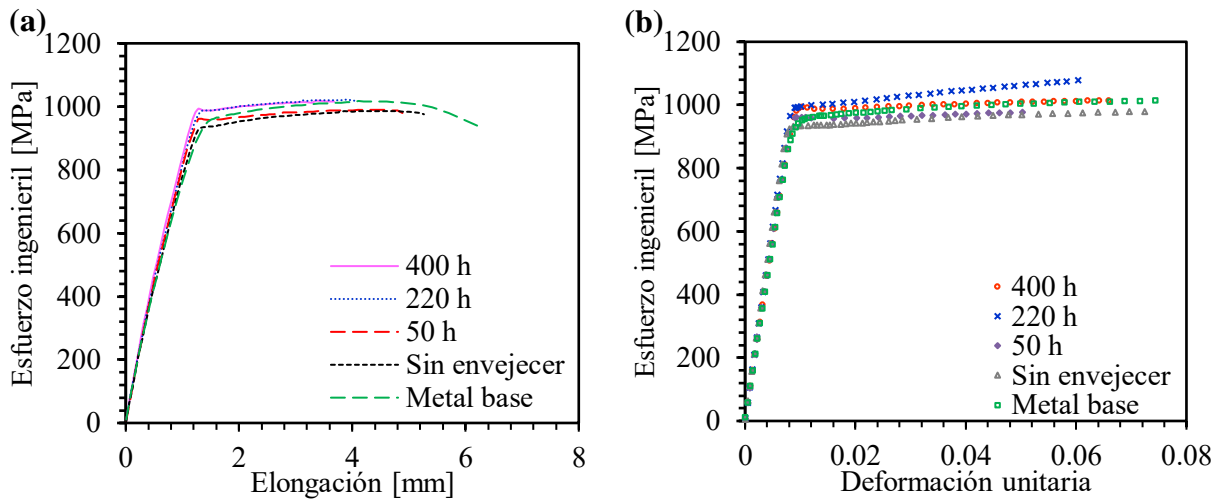 (a)
Esfuerzo ingenieril [MPa]
1200
1000
800
600
400
200
0
0
2
4
6
8
Elongación [mm]
400 h
220 h
50 h
Sin envejecer
Metal base
(b)
Esfuerzo ingenieril [MPa]
1200
1000
800
600
400
200
0
0
0.02
0.04
0.06
0.08
Deformación unitaria
400 h
220 h
50 h
Sin envejecer
Metal base